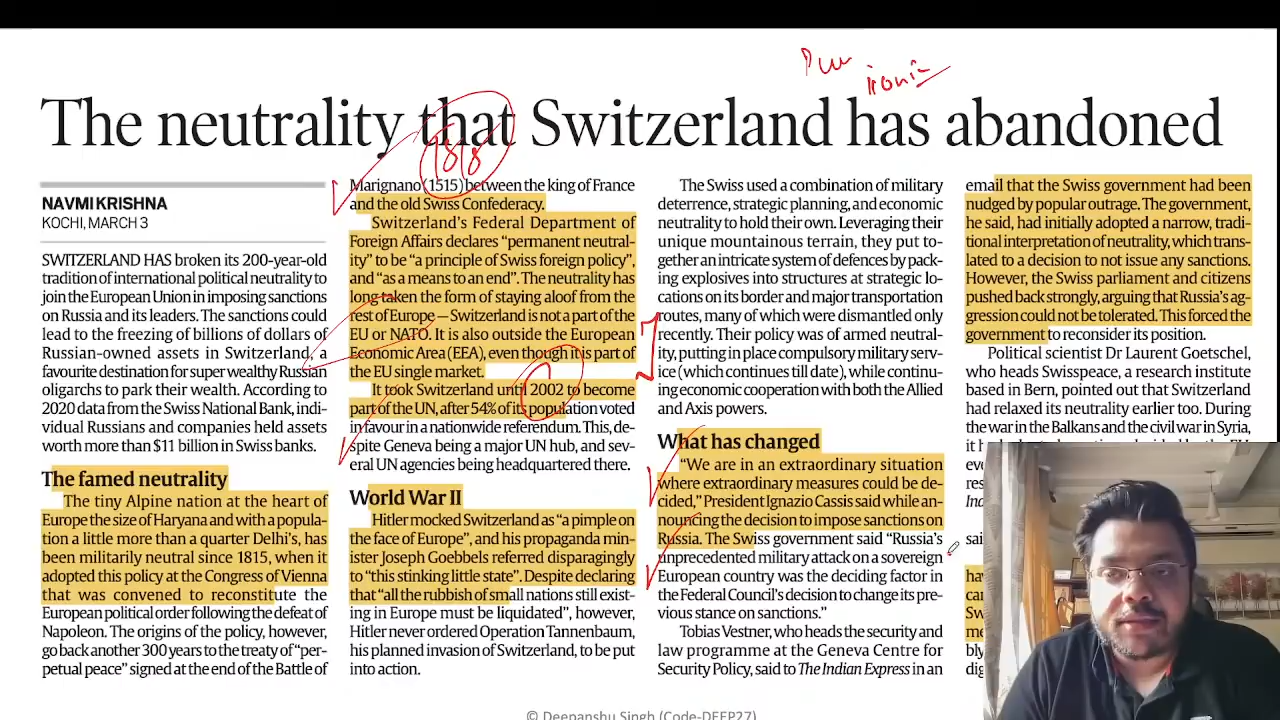 The neutrality that Switzerland has abandoned
NAVMI KRISHNA
KOCHI, MARCH 3
SWITZERLAND HAS broken its 200-year-old
tradition of international political neutrality to
join the European Union in imposing sanctions
on Russia and its leaders. The sanctions could
lead to the freezing of billions of dollars of
Russian-owned assets in Switzerland, a
favourite destination for super wealthy Russian
oligarchs to park their wealth. According to
2020 data from the Swiss National Bank, indi-
vidual Russians and companies held assets
worth more than $11 billion in Swiss banks.
The famed neutrality
The tiny Alpine nation at the heart of
Europe the size of Haryana and with a popula-
tion a little more than a quarter Delhi's, has
been militarily neutral since 1815, when it
adopted this policy at the Congress of Vienna
that was convened to reconstitute the
European political order following the defeat of
Napoleon. The origins of the policy, however,
go back another 300 years to the treaty of "per-
petual peace" signed at the end of the Battle of
Marignano (1515) between the king of France
and the old Swiss Confederacy.
Switzerland's Federal Department of
Foreign Affairs declares "permanent neutral-
ity" to be "a principle of Swiss foreign policy",
and "as a means to an end". The neutrality has
long taken the form of staying aloof from the
rest of Europe — Switzerland is not a part of the
EU or NATO. It is also outside the European
Economic Area (EEA), even though it is part of
the EU single market.
It took Switzerland until 2002 to become
part of the UN, after 54% of its population voted
in favour in a nationwide referendum. This, de-
spite Geneva being a major UN hub, and sev-
eral UN agencies being headquartered there.
World War II
Hitler mocked Switzerland as "a pimple on
the face of Europe", and his propaganda min-
ister Joseph Goebbels referred disparagingly
to "this stinking little state". Despite declaring
that "all the rubbish of small nations still exist-
ing in Europe must be liquidated", however,
Hitler never ordered Operation Tannenbaum,
his planned invasion of Switzerland, to be put
into action.
The Swiss used a combination of military
deterrence, strategic planning, and economic
neutrality to hold their own. Leveraging their
unique mountainous terrain, they put to-
gether an intricate system of defences by pack-
ing explosives into structures at strategic lo-
cations on its border and major transportation
routes, many of which were dismantled only
recently. Their policy was of armed neutral-
ity, putting in place compulsory military serv-
ice (which continues till date), while continu-
ing economic cooperation with both the Allied
and Axis powers.
What has changed
"We are in an extraordinary situation
where extraordinary measures could be de-
cided," President Ignazio Cassis said while an-
nouncing the decision to impose sanctions on
Russia. The Swiss government said "Russia's
unprecedented military attack on a sovereign
European country was the deciding factor in
the Federal Council's decision to change its pre-
vious stance on sanctions."
Tobias Vestner, who heads the security and
law programme at the Geneva Centre for
Security Policy, said to The Indian Express in an
email that the Swiss government had been
nudged by popular outrage. The government,
he said, had initially adopted a narrow, tradi-
tional interpretation of neutrality, which trans-
lated to a decision to not issue any sanctions.
However, the Swiss parliament and citizens
pushed back strongly, arguing that Russia's ag-
gression could not be tolerated. This forced the
government to reconsider its position.
Political scientist Dr Laurent Goetschel,
who heads Swisspeace, a research institute
based in Bern, pointed out that Switzerland
had relaxed its neutrality earlier too. During
the war in the Balkans and the civil war in Syria,
© Deepanshu Singh (Code-DEEP27)